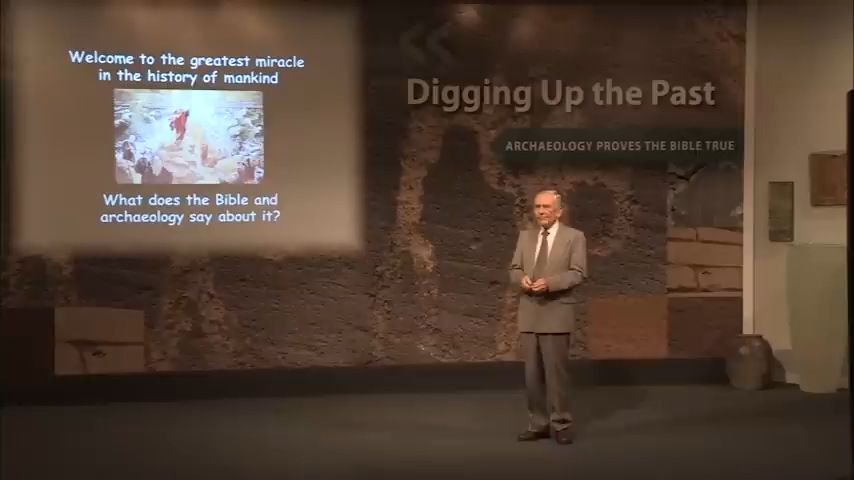 Welcome to the greatest miracle
in the history of mankind
What does the Bible and
archaeology say about it?
Digging Up the Past
ARCHAEOLOGY PROVES THE BIBLE TRUE